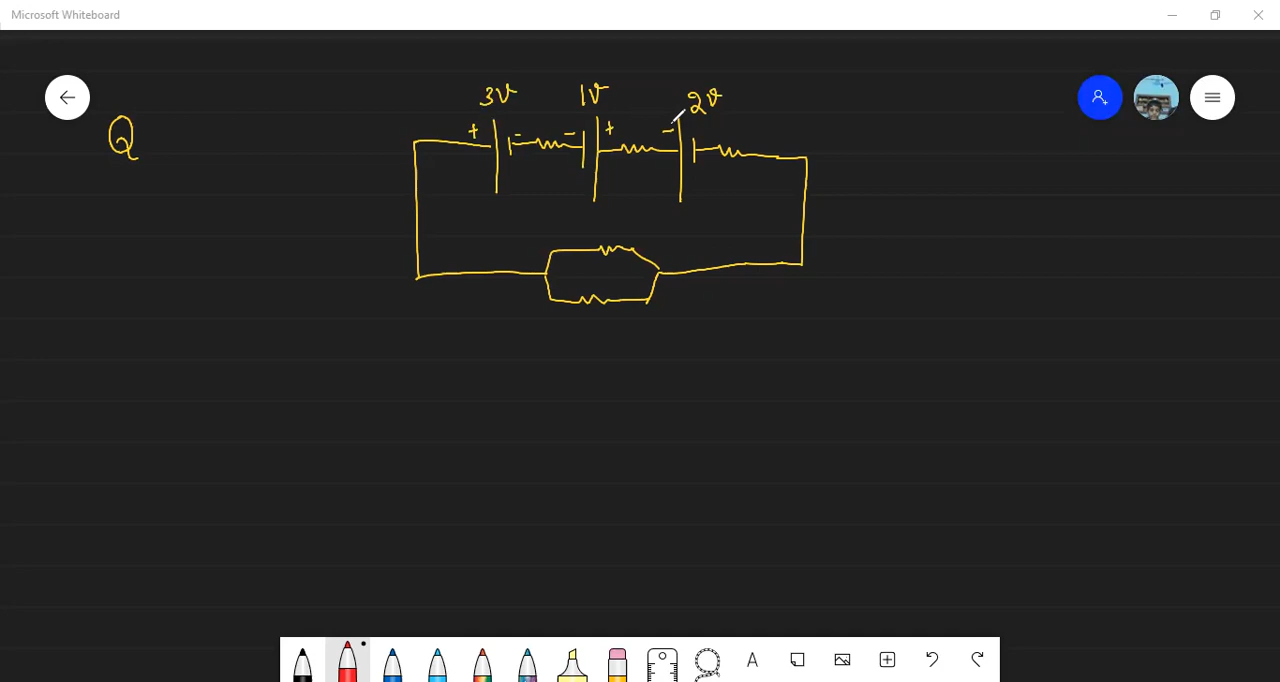 Microsoft Whiteboard
3V 1V 2V
Q
+ - - + -
A